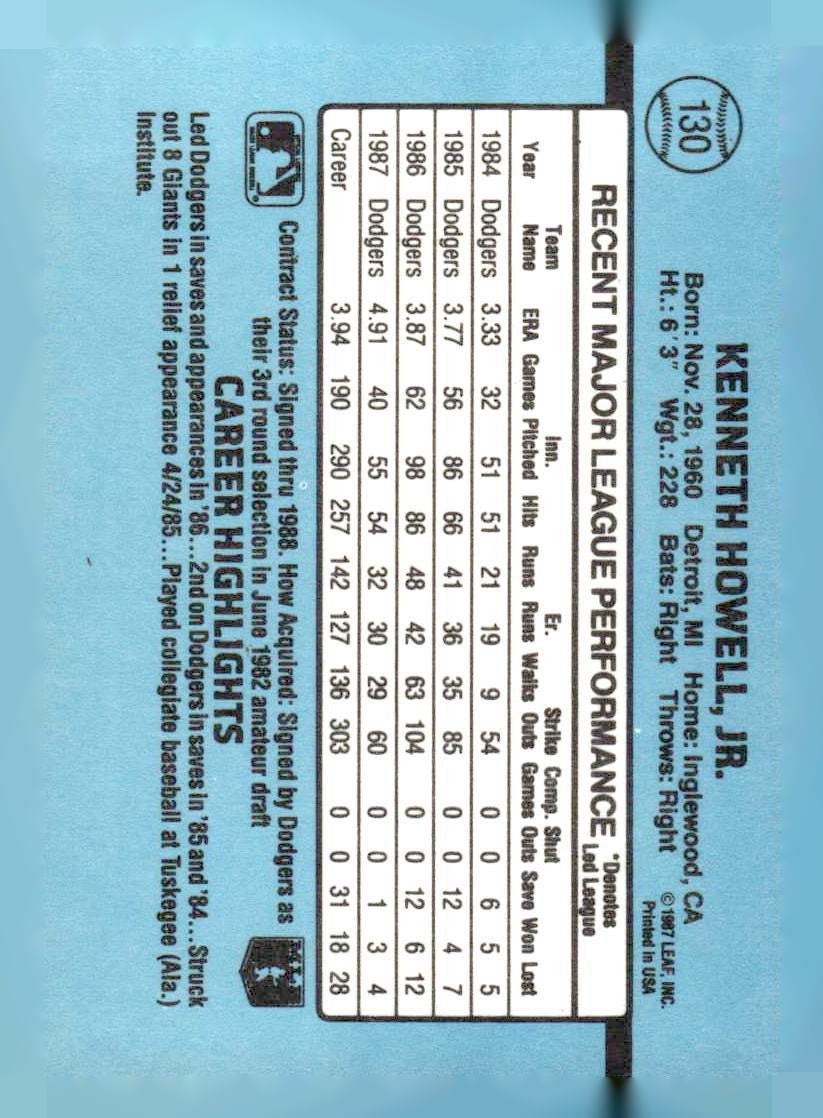 130
KENNETH HOWELL, JR.
Born: Nov. 28, 1960 Detroit, MI Home: Inglewood, CA
Ht.: 6'3" Wgt.: 228 Bats: Right Throws: Right
© 1987 LEAF, INC.
Printed in USA
RECENT MAJOR LEAGUE PERFORMANCE *Denotes Led League
Team Inn. Er. Strike Comp. Shut
Year Name ERA Games Pitched Hits Runs Runs Walks Outs Games Outs Save Won Lost
1984 Dodgers 3.33 32 51 51 21 19 9 54 0 0 6 5 5
1985 Dodgers 3.77 56 86 66 41 36 35 85 0 0 12 4 7
1986 Dodgers 3.87 62 98 86 48 42 63 104 0 0 12 6 12
1987 Dodgers 4.91 40 55 54 32 30 29 60 0 0 1 3 4
Career 3.94 190 290 257 142 127 136 303 0 0 31 18 28
Contract Status: Signed thru 1988. How Acquired: Signed by Dodgers as
their 3rd round selection in June 1982 amateur draft
CAREER HIGHLIGHTS
Led Dodgers in saves and appearances in '86...2nd on Dodgers in saves in '85 and '84...Struck
out 8 Giants in 1 relief appearance 4/24/85...Played collegiate baseball at Tuskegee (Ala.)
Institute.